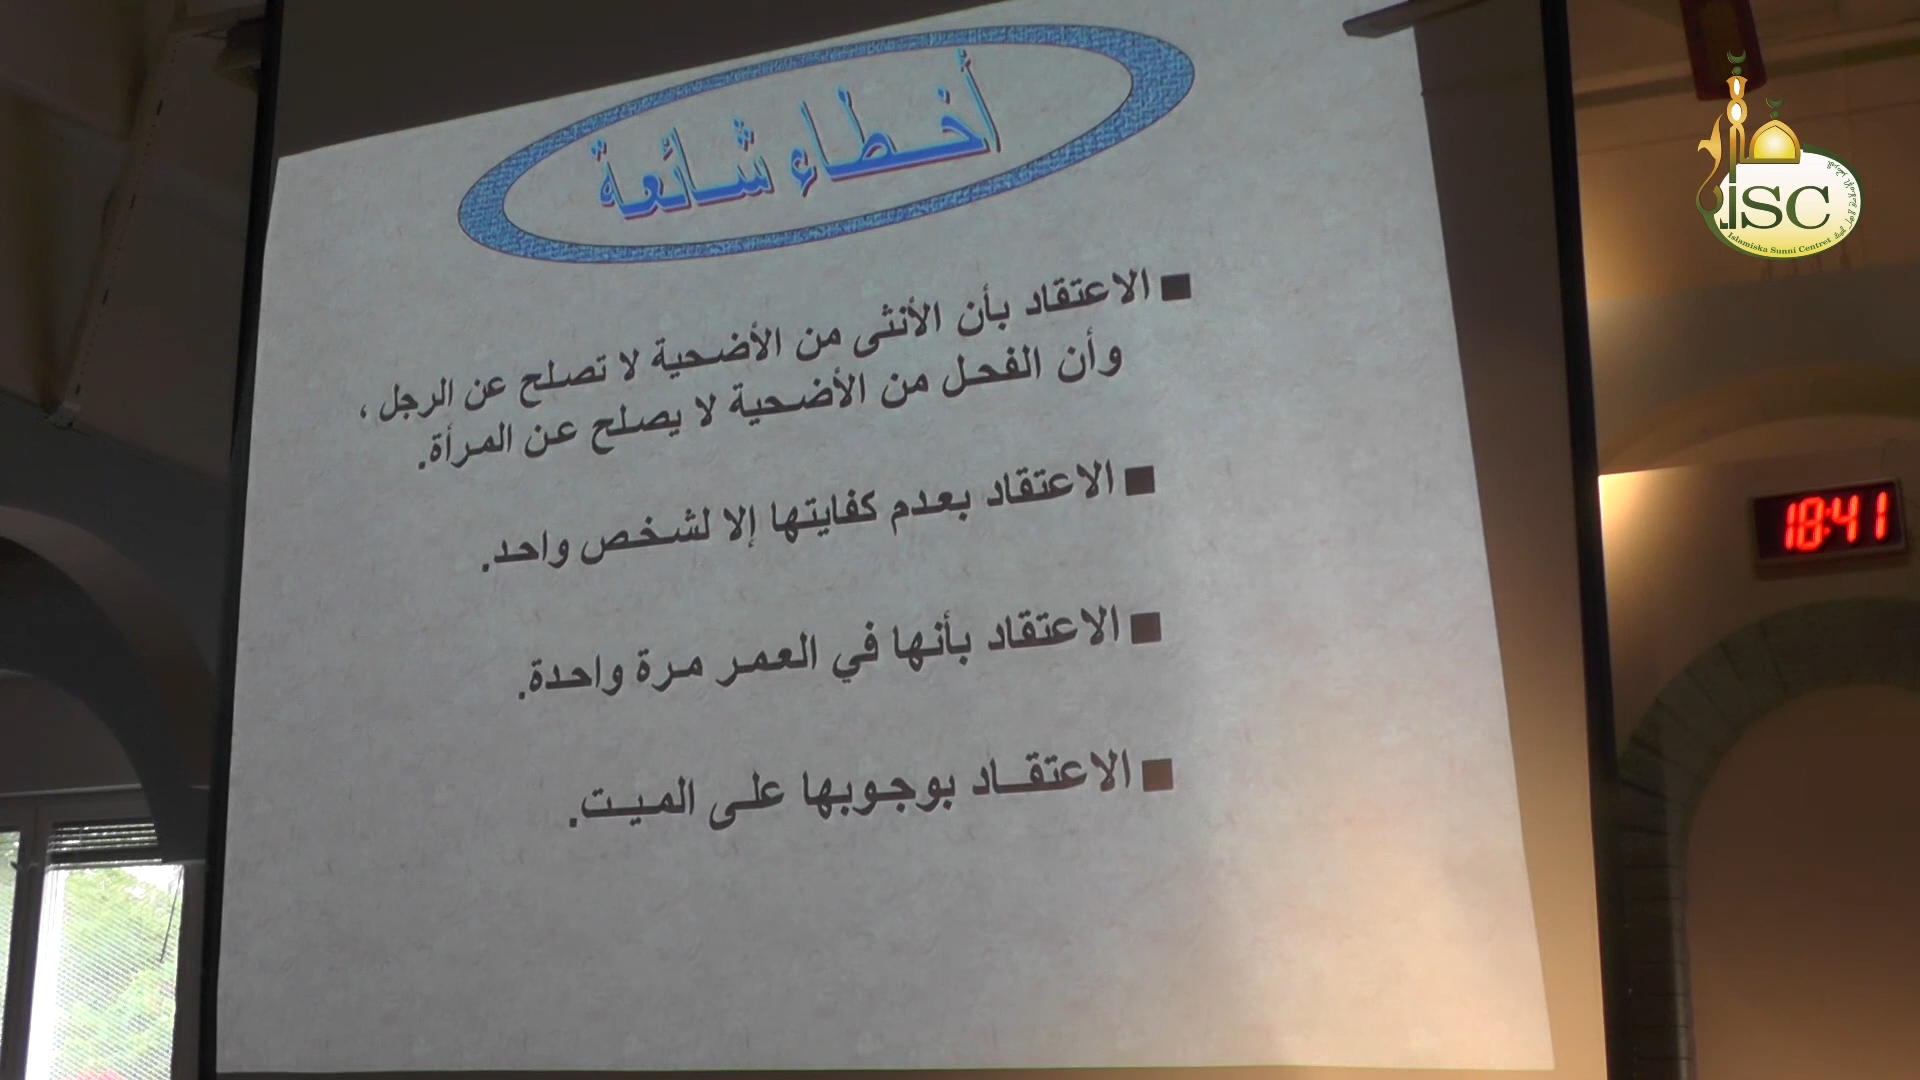 أخطاء شائعة
الاعتقاد بأن الأنثى من الأضحية لا تصلح عن الرجل ،
وأن الفحل من الأضحية لا يصلح عن المرأة.
الاعتقاد بعدم كفايتها إلا لشخص واحد.
الاعتقاد بأنها في العمر مرة واحدة.
الاعتقاد بوجوبها على الميت.
iSC
Islamiska Sunni Centret
18:41